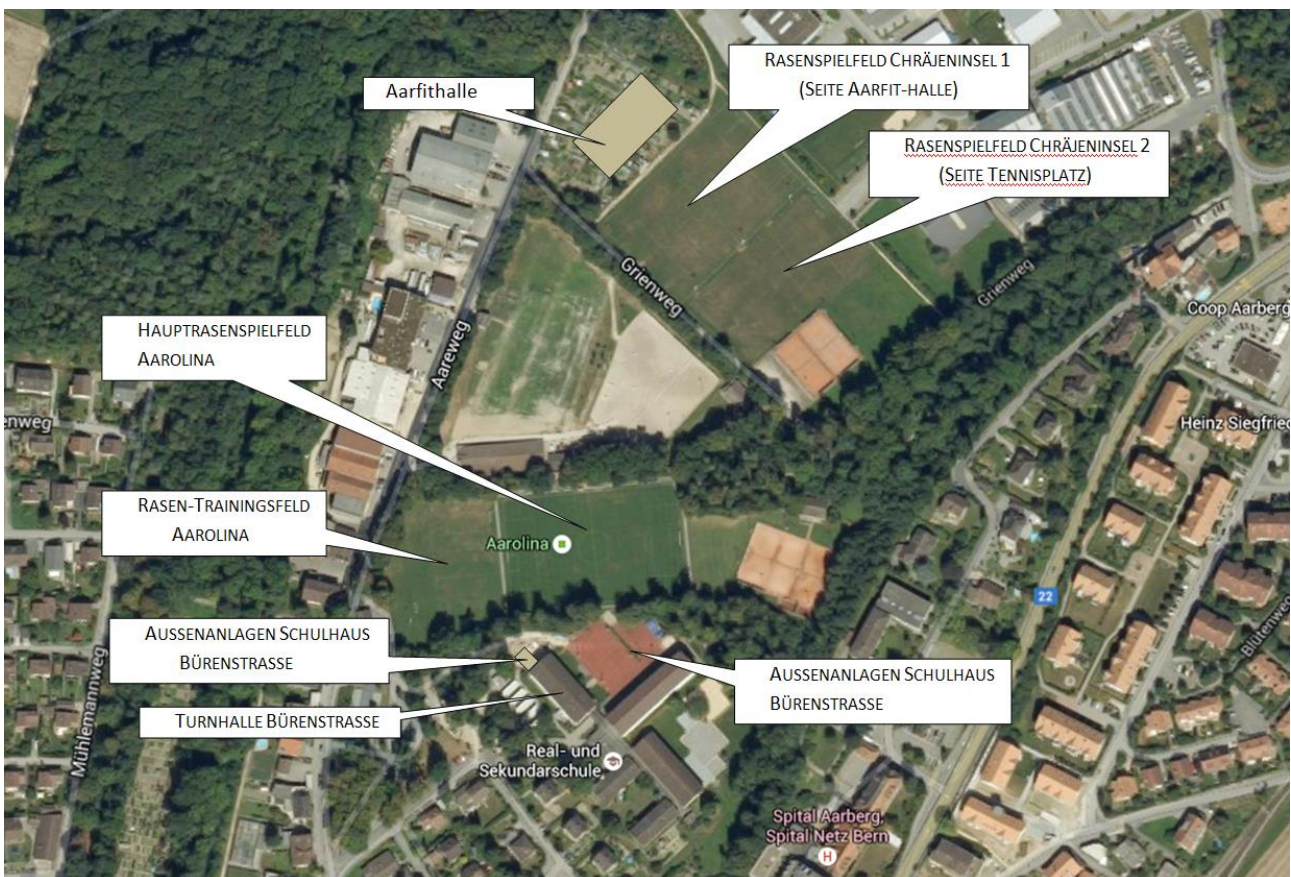 RASENSPIELFELD CHRÄJENINSEL 1
(SEITE AARFIT-HALLE)
Aarfithalle
RASENSPIELFELD CHRÄJENINSEL 2
(SEITE TENNISPLATZ)
Grienweg
Grienweg
Coop Aarberg
HAUPTRASENSPIELFELD
AAROLINA
Aareweg
enweg
Heinz Siegfried
RASEN-TRAININGSFELD
AAROLINA
Aarolina
22
Blütenweg
AUSSENANLAGEN SCHULHAUS
BÜRENSTRASSE
AUSSENANLAGEN SCHULHAUS
BÜRENSTRASSE
TURNHALLE BÜRENSTRASSE
Mühlemannweg
Real- und
Sekundarschule
Spital Aarberg,
Spital Netz Bern
H